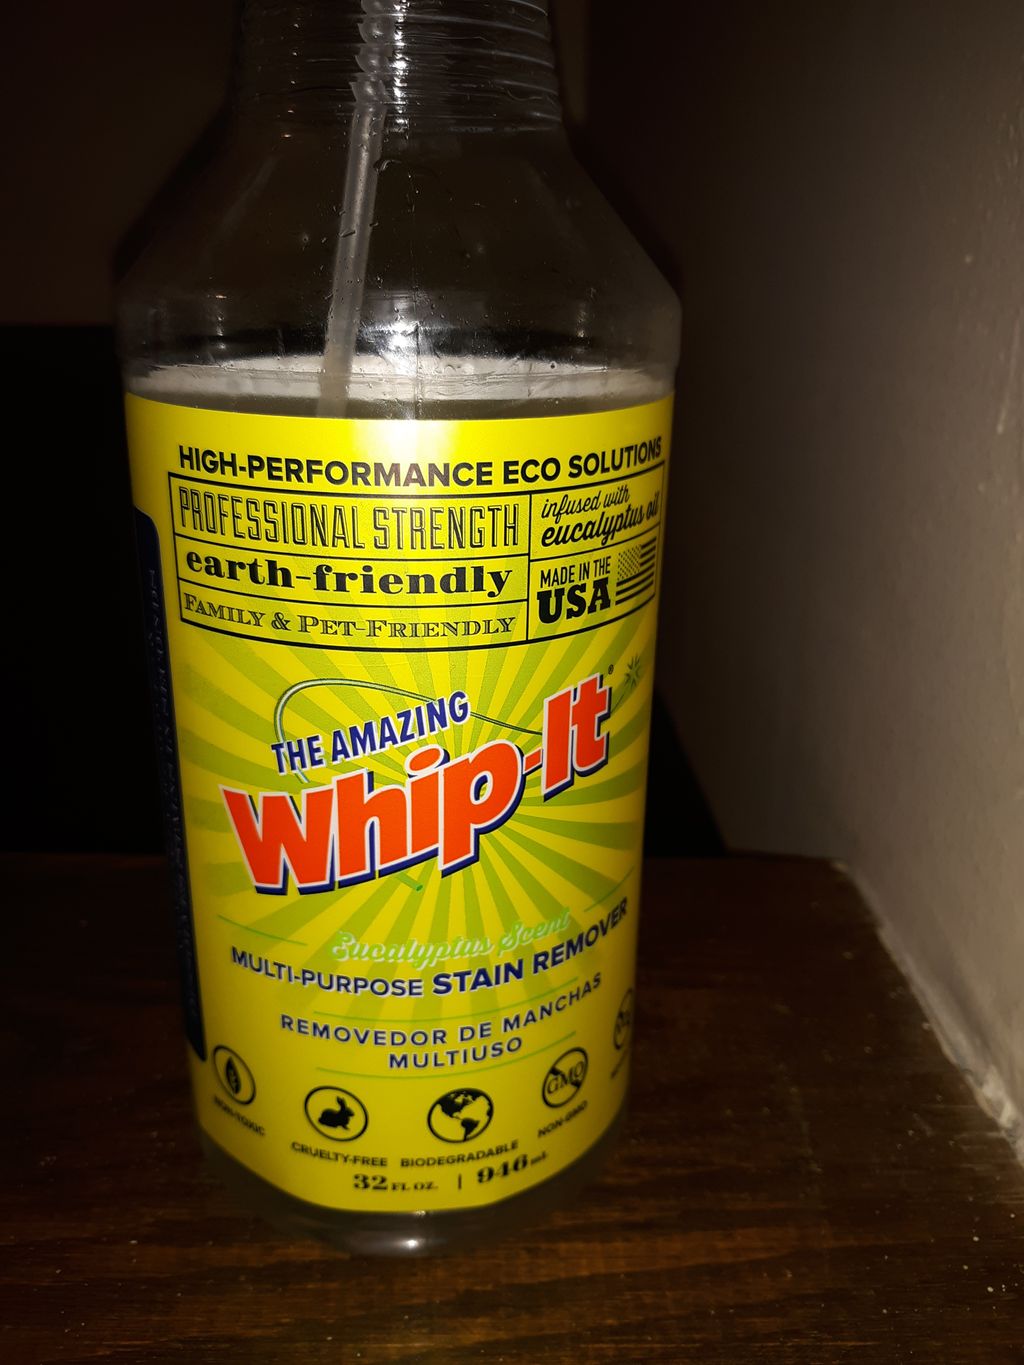 HIGH-PERFORMANCE ECO SOLUTIONS
PROFESSIONAL STRENGTH
earth-friendly
FAMILY & PET-FRIENDLY
infused with
eucalyptus oil
MADE IN THE
USA
THE AMAZING
Whip-It®
Eucalyptus Scent
MULTI-PURPOSE STAIN REMOVER
REMOVEDOR DE MANCHAS
MULTIUSO
NON-TOXIC
CRUELTY-FREE
BIODEGRADABLE
GMO
NON-GMO
32 FL OZ. | 946 mL